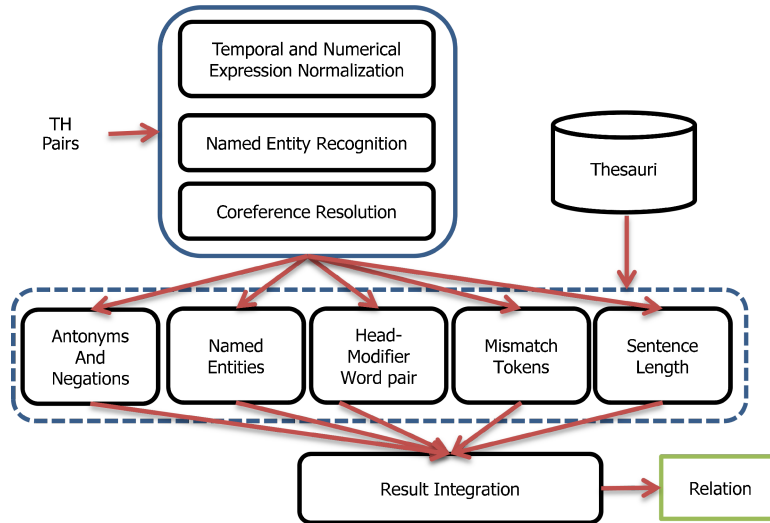 Temporal and Numerical
Expression Normalization
TH
Pairs
Named Entity Recognition
Thesauri
Coreference Resolution
Antonyms
And
Negations
Named
Entities
Head-
Modifier
Word pair
Mismatch
Tokens
Sentence
Length
Result Integration
Relation